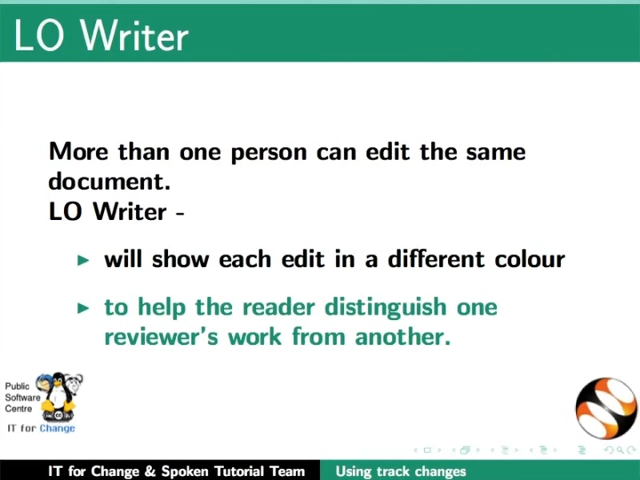 LO Writer
More than one person can edit the same
document.
LO Writer -
will show each edit in a different colour
to help the reader distinguish one
reviewer's work from another.
Public
Software
Centre
IT for Change
IT for Change & Spoken Tutorial Team
Using track changes